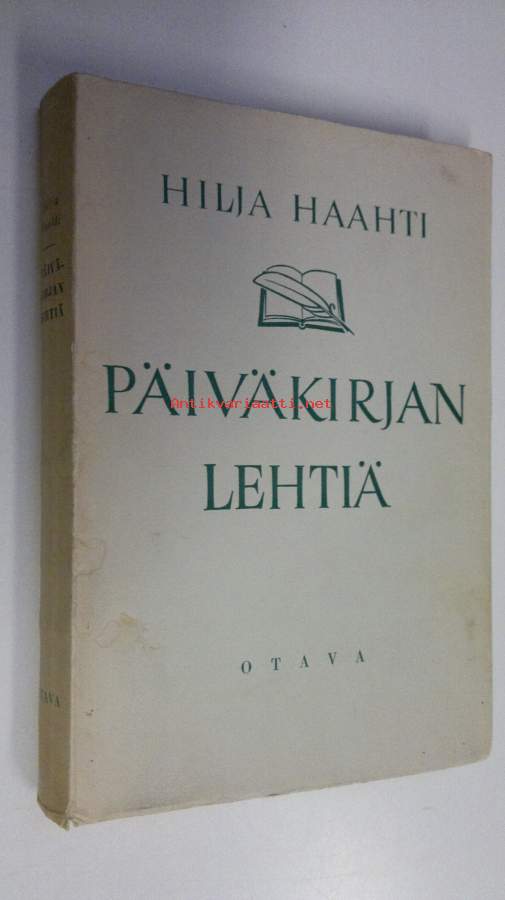 HILJA HAAHTI
PÄIVÄKIRJAN
Antikvariaatti.net
LEHTIÄ
OTAVA